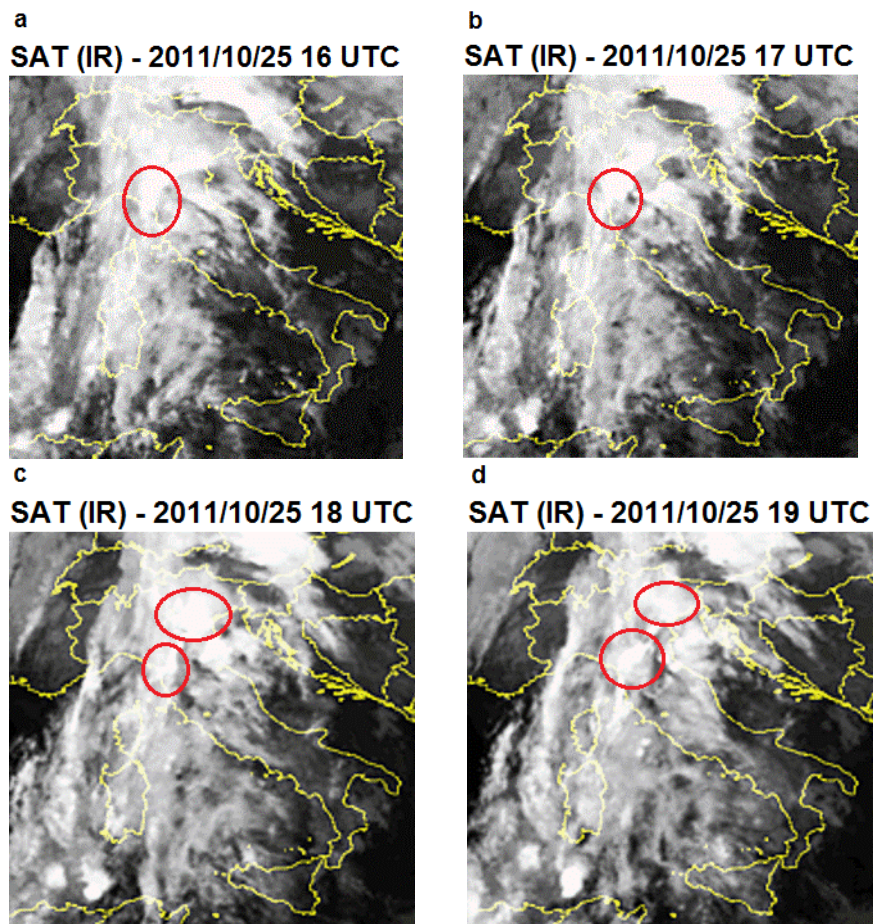 a
SAT (IR) - 2011/10/25 16 UTC
b
SAT (IR) - 2011/10/25 17 UTC
c
SAT (IR) - 2011/10/25 18 UTC
d
SAT (IR) - 2011/10/25 19 UTC